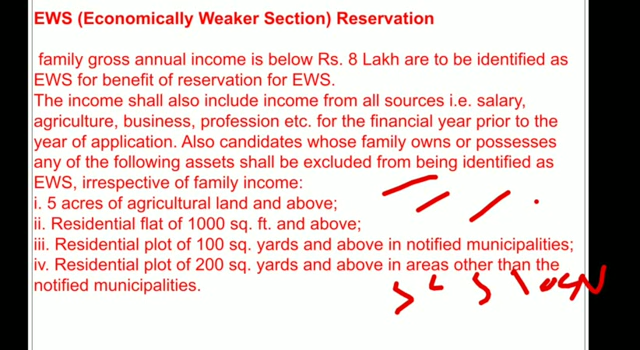 EWS (Economically Weaker Section) Reservation
family gross annual income is below Rs. 8 Lakh are to be identified as
EWS for benefit of reservation for EWS.
The income shall also include income from all sources i.e. salary,
agriculture, business, profession etc. for the financial year prior to the
year of application. Also candidates whose family owns or possesses
any of the following assets shall be excluded from being identified as
EWS, irrespective of family income:
i. 5 acres of agricultural land and above;
ii. Residential flat of 1000 sq. ft. and above;
iii. Residential plot of 100 sq. yards and above in notified municipalities;
iv. Residential plot of 200 sq. yards and above in areas other than the
notified municipalities.